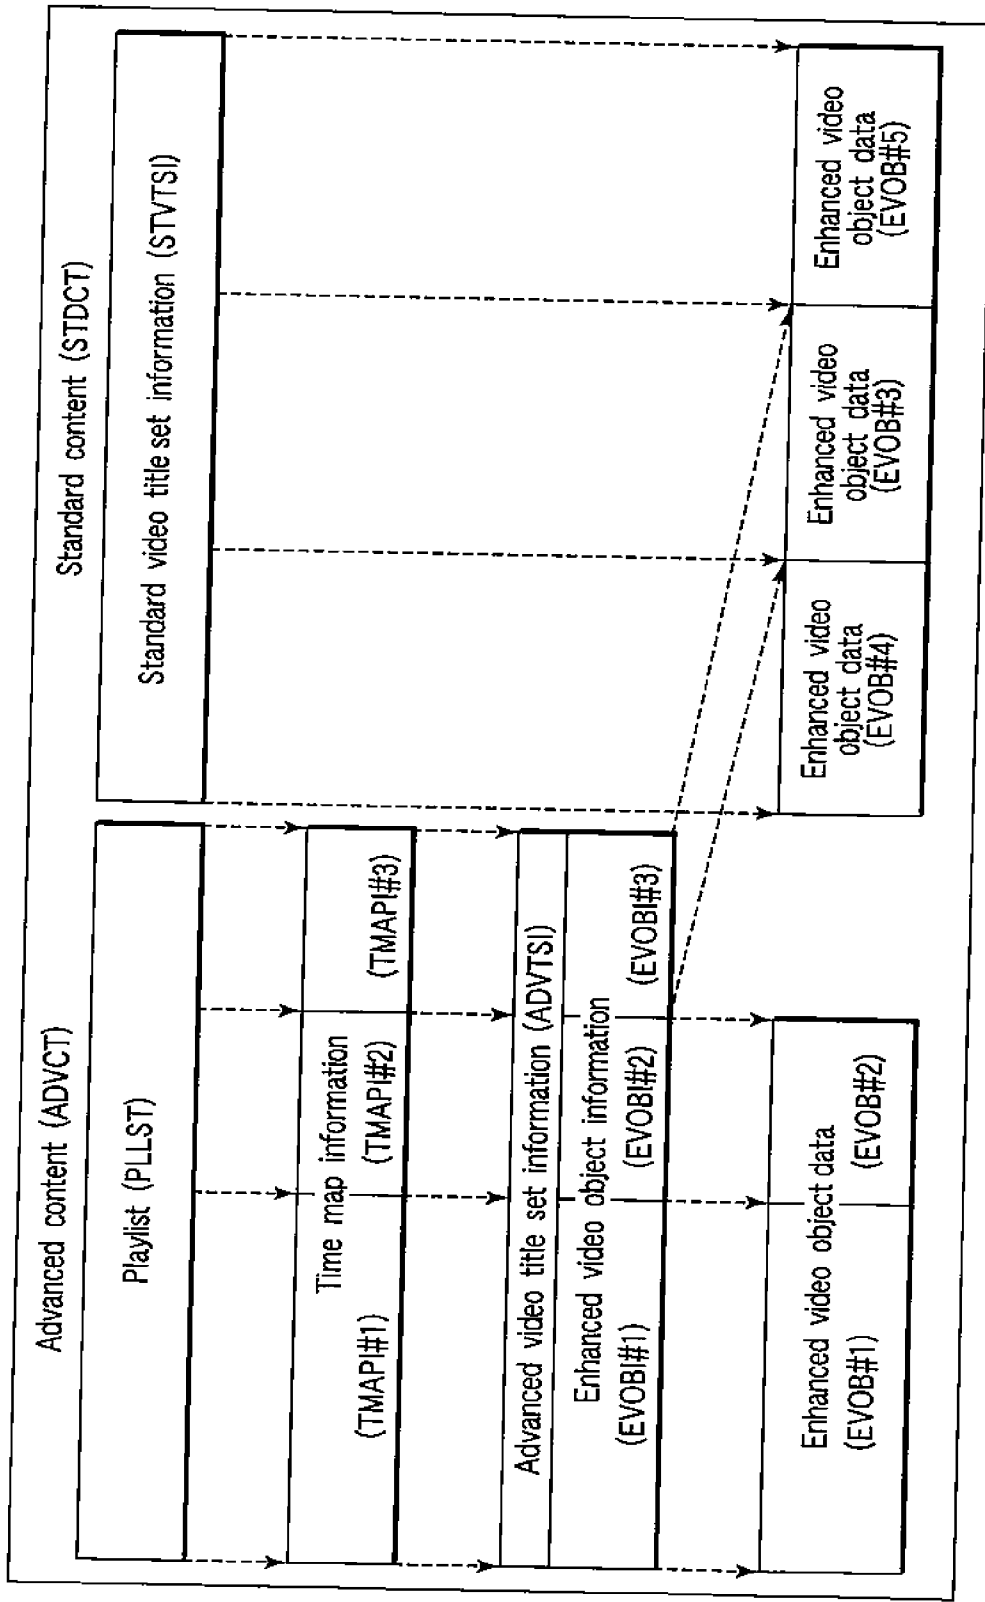 Advanced content (ADVCT)
Playlist (PLLST)
Time map information
(TMAPI#1)
(TMAPI#2)
(TMAPI#3)
Advanced video title set information (ADVTSI)
Enhanced video object information
(EVOBI#1)
(EVOBI#2)
(EVOBI#3)
Enhanced video object data
(EVOB#1)
(EVOB#2)
Standard content (STDCT)
Standard video title set information (STVTSI)
Enhanced video
object data
(EVOB#4)
Enhanced video
object data
(EVOB#3)
Enhanced video
object data
(EVOB#5)